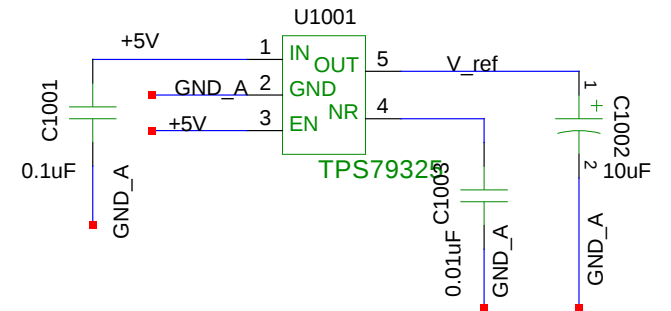 U1001
+5V
1
IN
OUT
5
V_ref
GND_A
2
GND
NR
4
+5V
3
EN
TPS79325
C1001
0.1uF
GND_A
C1003
0.01uF
GND_A
1
+
C1002
2
10uF
GND_A